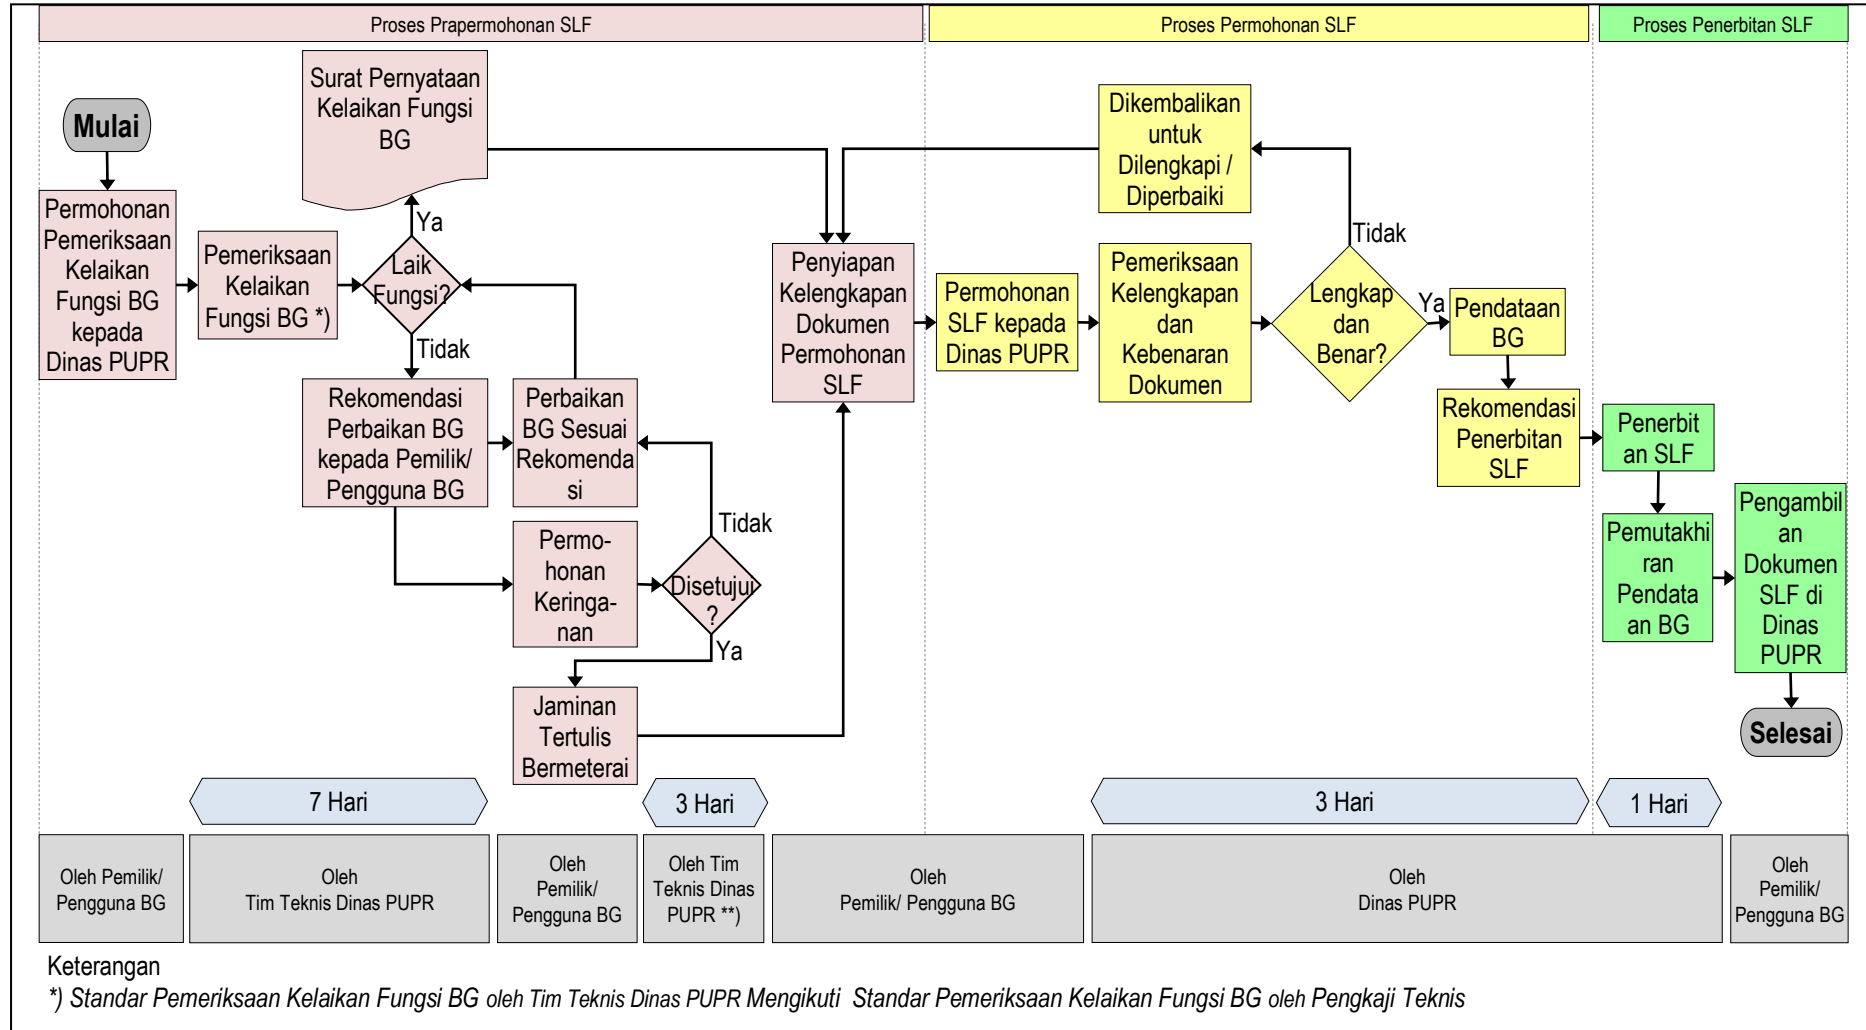 Proses Prapermohonan SLF
Proses Permohonan SLF
Proses Penerbitan SLF
Mulai
Permohonan
Pemeriksaan
Kelaikan
Fungsi BG
kepada
Dinas PUPR
Pemeriksaan
Kelaikan
Fungsi BG *)
Surat Pernyataan
Kelaikan Fungsi
BG
Ya
Laik
Fungsi?
Tidak
Rekomendasi
Perbaikan BG
kepada Pemilik/
Pengguna BG
Perbaikan
BG Sesuai
Rekomenda
si
Tidak
Permo-
honan
Keringa-
nan
Disetujui
?
Ya
Jaminan
Tertulis
Bermeterai
Penyiapan
Kelengkapan
Dokumen
Permohonan
SLF
Permohonan
SLF kepada
Dinas PUPR
Dikembalikan
untuk
Dilengkapi /
Diperbaiki
Pemeriksaan
Kelengkapan
dan
Kebenaran
Dokumen
Tidak
Lengkap
dan
Benar?
Ya
Pendataan
BG
Rekomendasi
Penerbitan
SLF
Penerbit
an SLF
Pemutakhi
ran
Pendata
an BG
Pengambil
an
Dokumen
SLF di
Dinas
PUPR
Selesai
7 Hari
3 Hari
3 Hari
1 Hari
Oleh Pemilik/
Pengguna BG
Oleh
Tim Teknis Dinas PUPR
Oleh
Pemilik/
Pengguna BG
Oleh Tim
Teknis Dinas
PUPR **)
Oleh
Pemilik/ Pengguna BG
Oleh
Dinas PUPR
Oleh
Pemilik/
Pengguna BG
Keterangan
*) Standar Pemeriksaan Kelaikan Fungsi BG oleh Tim Teknis Dinas PUPR Mengikuti Standar Pemeriksaan Kelaikan Fungsi BG oleh Pengkaji Teknis